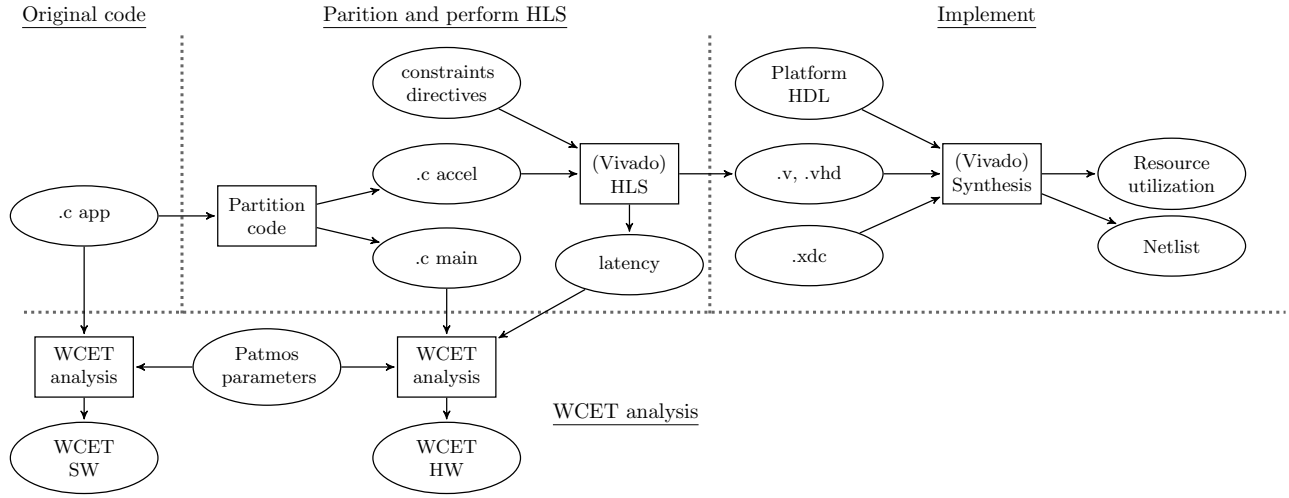 Original code
Parition and perform HLS
Implement
constraints
directives
Platform
HDL
.c accel
(Vivado)
HLS
.v, .vhd
(Vivado)
Synthesis
Resource
utilization
.c app
Partition
code
.c main
latency
.xdc
Netlist
WCET
analysis
Patmos
parameters
WCET
analysis
WCET analysis
WCET
SW
WCET
HW